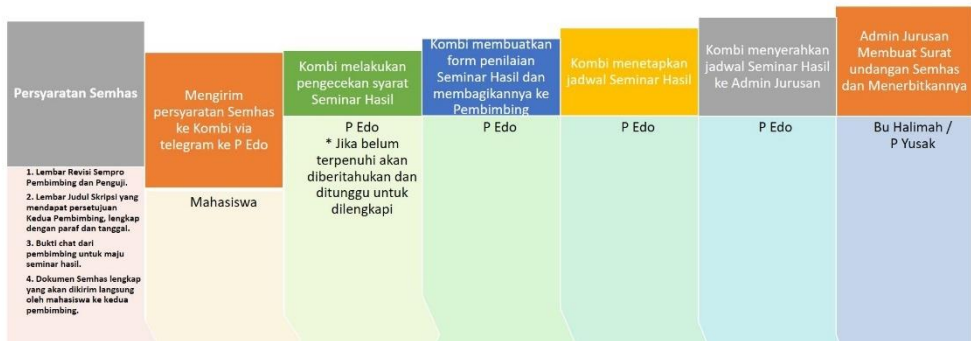 Persyaratan Semhas
1. Lembar Revisi Sempro
Pembimbing dan Penguji.
2. Lembar Judul Skripsi yang
mendapat persetujuan
Kedua Pembimbing, lengkap
dengan paraf dan tanggal.
3. Bukti chat dari
pembimbing untuk maju
seminar hasil.
4. Dokumen Semhas lengkap
yang akan dikirim langsung
oleh mahasiswa ke kedua
pembimbing.
Mengirim
persyaratan Semhas
ke Kombi via
telegram ke P Edo
Mahasiswa
Kombi melakukan
pengecekan syarat
Seminar Hasil
P Edo
* Jika belum
terpenuhi akan
diberitahukan dan
ditunggu untuk
dilengkapi
Kombi membuatkan
form penilaian
Seminar Hasil dan
membagikannya ke
Pembimbing
P Edo
Kombi menetapkan
jadwal Seminar Hasil
P Edo
Kombi menyerahkan
jadwal Seminar Hasil
ke Admin Jurusan
P Edo
Admin Jurusan
Membuat Surat
undangan Semhas
dan Menerbitkannya
Bu Halimah /
P Yusak